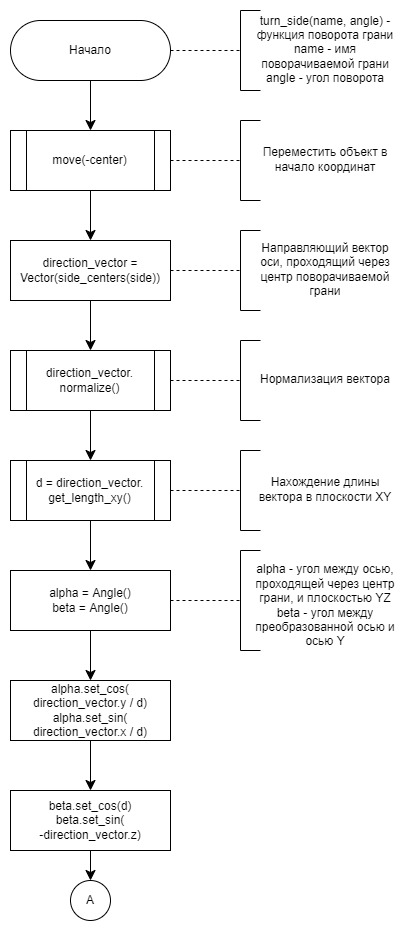 Начало
turn_side(name, angle) -
функция поворота грани
name - имя
поворачиваемой грани
angle - угол поворота
move(-center)
Переместить объект в
начало координат
direction_vector =
Vector(side_centers(side))
Направляющий вектор
оси, проходящий через
центр поворачиваемой
грани
direction_vector.
normalize()
Нормализация вектора
d = direction_vector.
get_length_xy()
Нахождение длины
вектора в плоскости XY
alpha = Angle()
beta = Angle()
alpha - угол между осью,
проходящей через центр
грани, и плоскостью YZ
beta - угол между
преобразованной осью и
осью Y
alpha.set_cos(
direction_vector.y / d)
alpha.set_sin(
direction_vector.x / d)
beta.set_cos(d)
beta.set_sin(
-direction_vector.z)
A